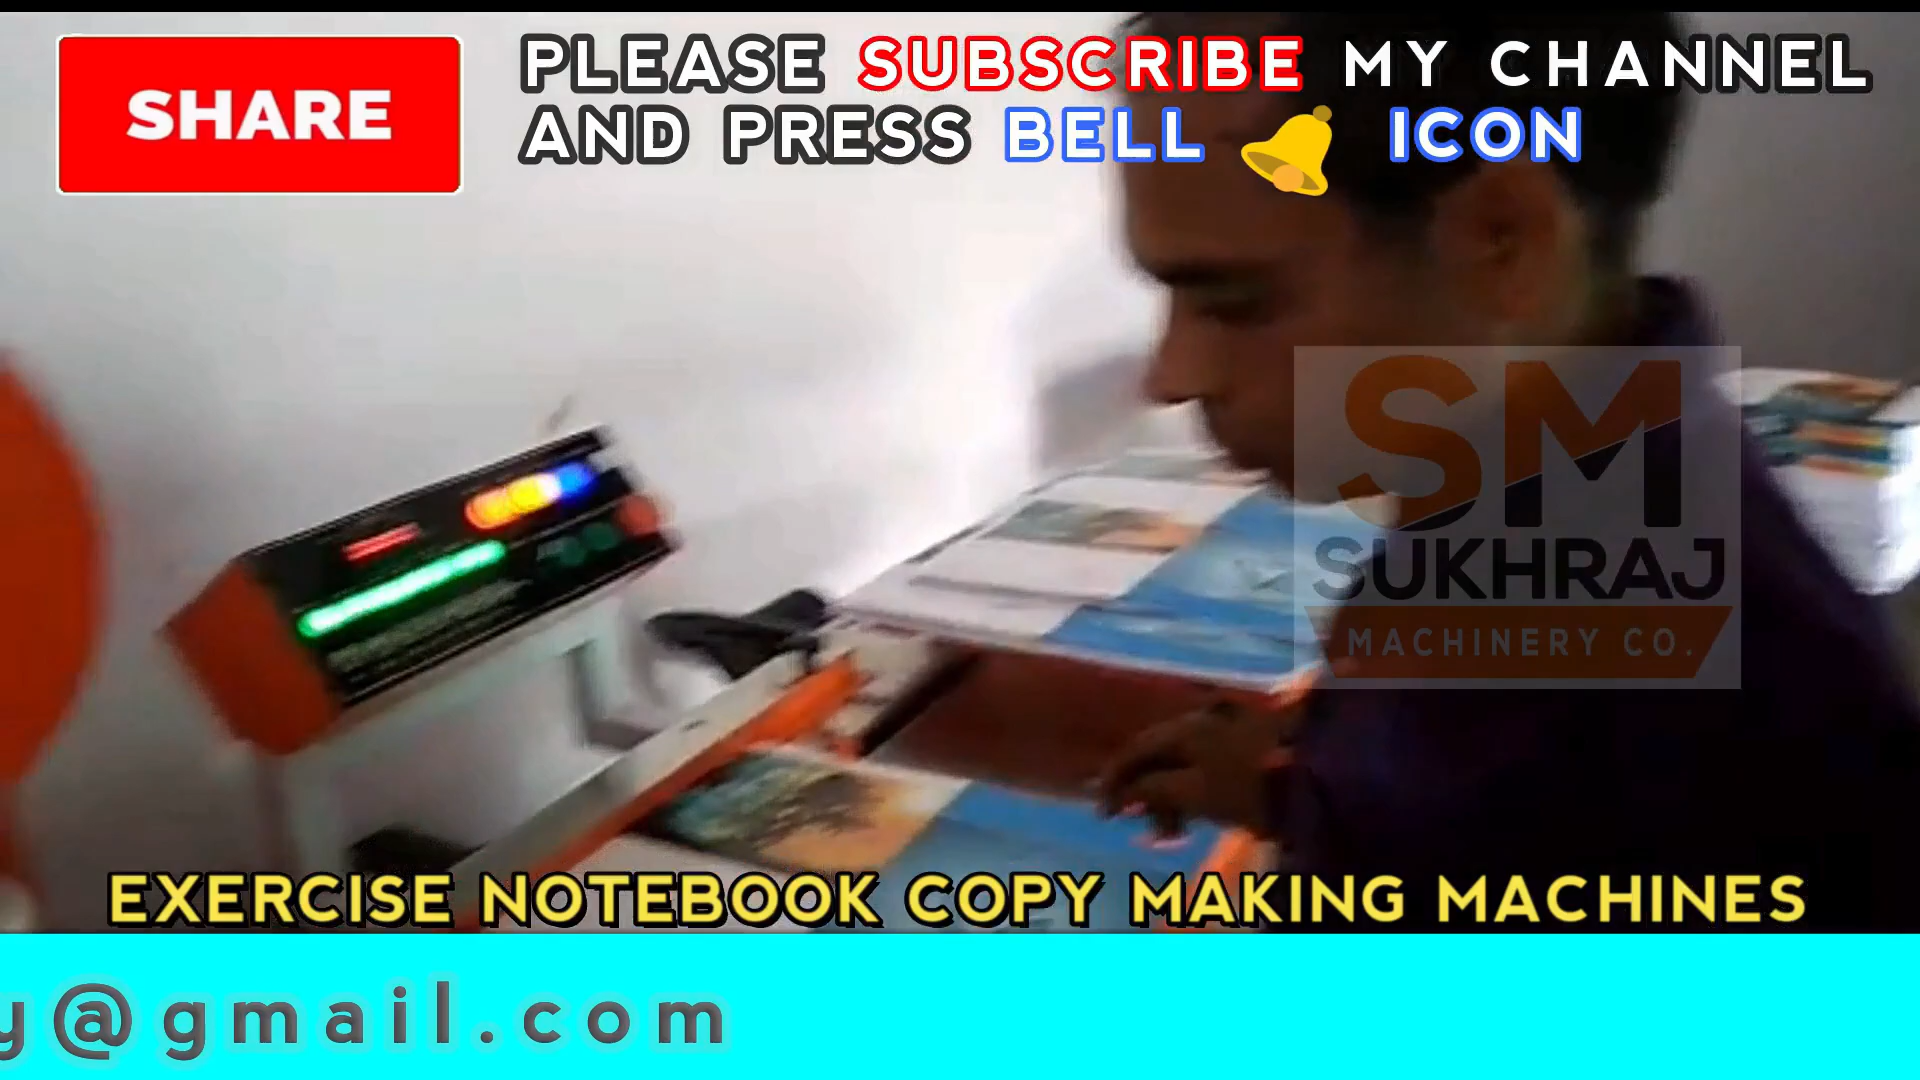 SHARE
PLEASE SUBSCRIBE MY CHANNEL
AND PRESS BELL ICON
SM
SUKHRAJ
MACHINERY CO.
EXERCISE NOTEBOOK COPY MAKING MACHINES
y@gmail.com